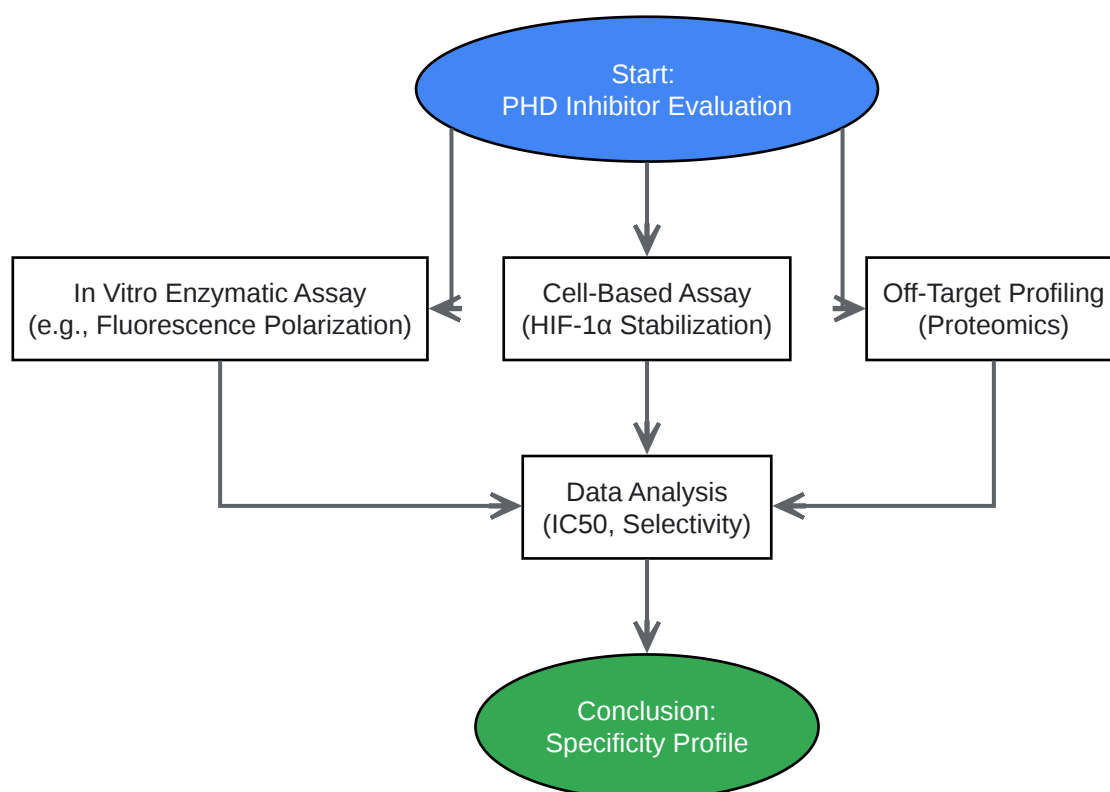 Start:
PHD Inhibitor Evaluation
In Vitro Enzymatic Assay
(e.g., Fluorescence Polarization)
Cell-Based Assay
(HIF-1α Stabilization)
Off-Target Profiling
(Proteomics)
Data Analysis
(IC50, Selectivity)
Conclusion:
Specificity Profile